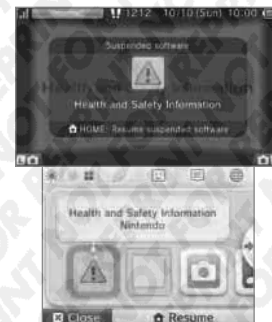 1212 10/10(Sun) 10:00
Suspended software
Health and Safety Information
HOME: Resume suspended software
Health and Safety Information
Nintendo
Close
Resume